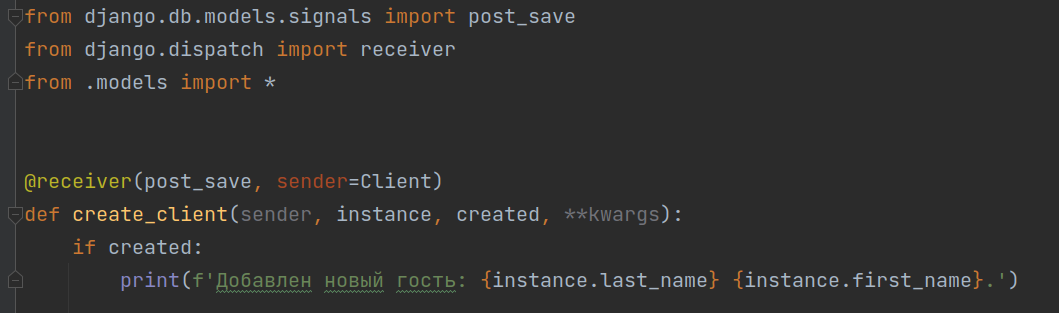 from django.db.models.signals import post_save
from django.dispatch import receiver
from .models import *
@receiver(post_save, sender=Client)
def create_client(sender, instance, created, **kwargs):
if created:
print(f'Добавлен новый гость: {instance.last_name} {instance.first_name}.')